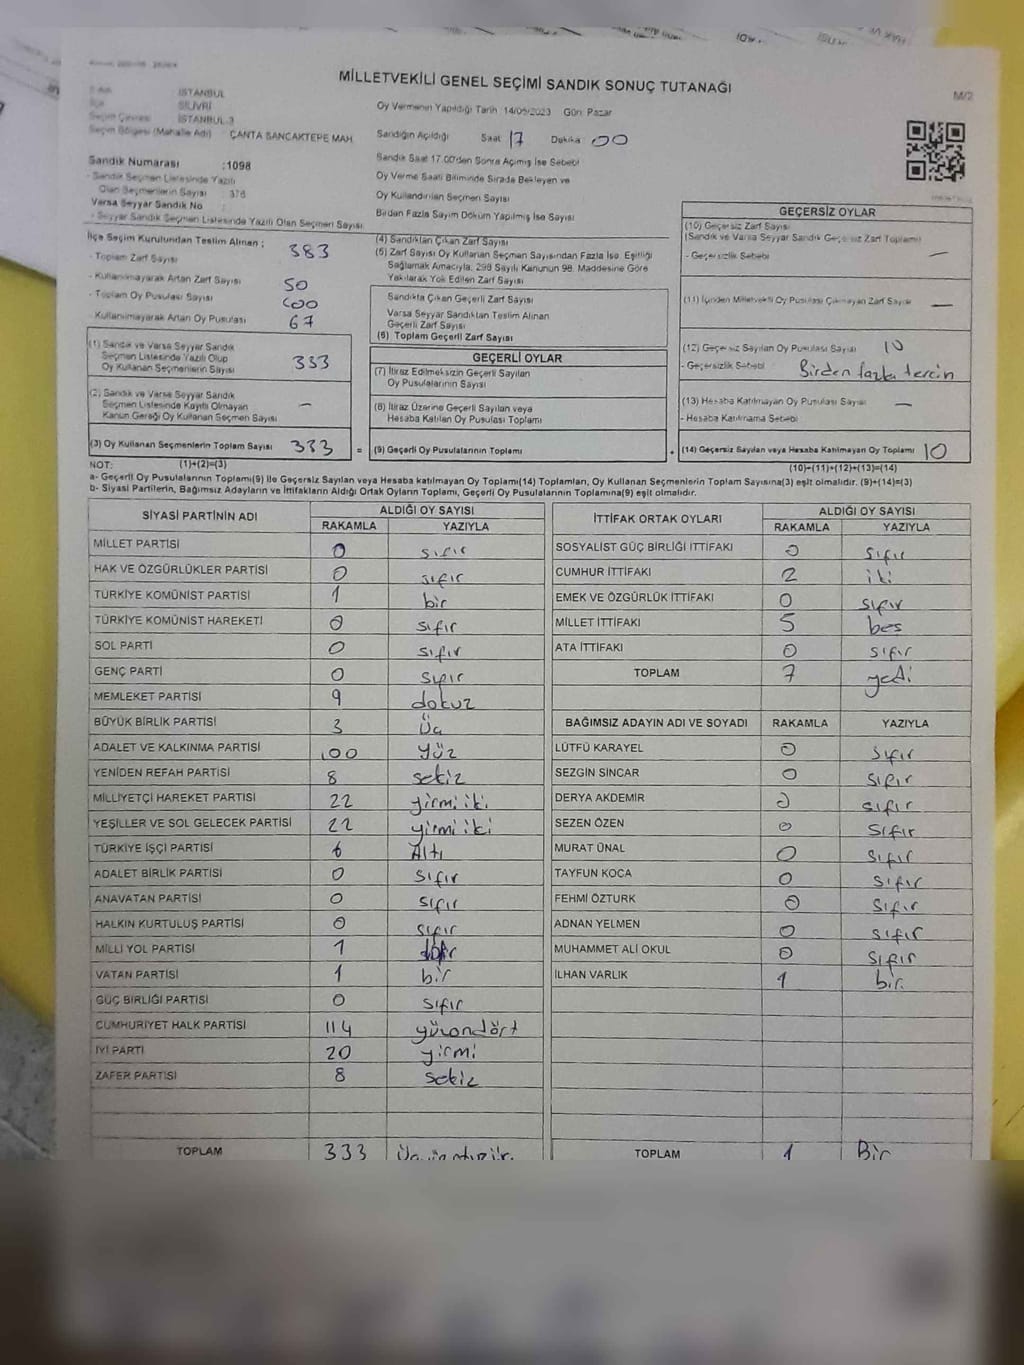 MİLLETVEKİLİ GENEL SEÇİMİ SANDIK SONUÇ TUTANAĞI
M/2
İSTANBUL
SİLİVRİ
Seçim Çevresi İSTANBUL-3
Seçim Bölgesi (Mahalle Adı) ÇANTA SANCAKTEPE MAH.
Oy Vermenin Yapıldığı Tarih 14/05/2023 Gün: Pazar
Sandığın Açıldığı Saat 17 Dakika 00
Sandık Numarası :1098
- Sandık Seçmen Listesinde Yazılı
Olan Seçmenlerin Sayısı 376
Varsa Seyyar Sandık No
- Seyyar Sandık Seçmen Listesinde Yazılı Olan Seçmen Sayısı
Sandık Saat 17.00'den Sonra Açılmış İse Sebebi
Oy Verme Saati Bitiminde Sırada Bekleyen ve
Oy Kullandırılan Seçmen Sayısı
Birden Fazla Sayım Döküm Yapılmış İse Sayısı
İlçe Seçim Kurulundan Teslim Alınan ;
- Toplam Zarf Sayısı 383
- Kullanılmayarak Artan Zarf Sayısı 50
- Toplam Oy Pusulası Sayısı 400
- Kullanılmayarak Artan Oy Pusulası 67
(1) Sandık ve Varsa Seyyar Sandık
Seçmen Listesinde Yazılı Olup
Oy Kullanan Seçmenlerin Sayısı 333
(2) Sandık ve Varsa Seyyar Sandık
Seçmen Listesinde Kayıtlı Olmayan
Kanun Gereği Oy Kullanan Seçmen Sayısı —
(3) Oy Kullanan Seçmenlerin Toplam Sayısı 333 =
(1)+(2)=(3)
(4) Sandıktan Çıkan Zarf Sayısı
(5) Zarf Sayısı Oy Kullanan Seçmen Sayısından Fazla İse, Eşitliği
Sağlamak Amacıyla, 298 Sayılı Kanunun 98. Maddesine Göre
Yakılarak Yok Edilen Zarf Sayısı
Sandıkta Çıkan Geçerli Zarf Sayısı
Varsa Seyyar Sandıktan Teslim Alınan
Geçerli Zarf Sayısı
(6) Toplam Geçerli Zarf Sayısı
GEÇERLİ OYLAR
(7) İtiraz Edilmeksizin Geçerli Sayılan
Oy Pusulalarının Sayısı
(8) İtiraz Üzerine Geçerli Sayılan veya
Hesaba Katılan Oy Pusulası Toplamı
(9) Geçerli Oy Pusulalarının Toplamı +
GEÇERSİZ OYLAR
(10) Geçersiz Zarf Sayısı
(Sandık ve Varsa Seyyar Sandık Geçersiz Zarf Toplamı)
- Geçersizlik Sebebi —
(11) İçinden Milletvekili Oy Pusulası Çıkmayan Zarf Sayısı —
(12) Geçersiz Sayılan Oy Pusulası Sayısı 10
- Geçersizlik Sebebi Birden fazla tercih
(13) Hesaba Katılmayan Oy Pusulası Sayısı —
- Hesaba Katılmama Sebebi
(14) Geçersiz Sayılan veya Hesaba Katılmayan Oy Toplamı 10
(10)+(11)+(12)+(13)=(14)
NOT:
a- Geçerli Oy Pusulalarının Toplamı(9) ile Geçersiz Sayılan veya Hesaba katılmayan Oy Toplamı(14) Toplamları, Oy Kullanan Seçmenlerin Toplam Sayısına(3) eşit olmalıdır. (9)+(14)=(3)
b- Siyasi Partilerin, Bağımsız Adayların ve İttifakların Aldığı Ortak Oyların Toplamı, Geçerli Oy Pusulalarının Toplamına(9) eşit olmalıdır.
SİYASİ PARTİNİN ADI ALDIĞI OY SAYISI
RAKAMLA YAZIYLA
MİLLET PARTİSİ 0 sıfır
HAK VE ÖZGÜRLÜKLER PARTİSİ 0 sıfır
TÜRKİYE KOMÜNİST PARTİSİ 1 bir
TÜRKİYE KOMÜNİST HAREKETİ 0 sıfır
SOL PARTİ 0 sıfır
GENÇ PARTİ 0 sıfır
MEMLEKET PARTİSİ 9 dokuz
BÜYÜK BİRLİK PARTİSİ 3 Üç
ADALET VE KALKINMA PARTİSİ 100 yüz
YENİDEN REFAH PARTİSİ 8 sekiz
MİLLİYETÇİ HAREKET PARTİSİ 22 yirmi iki
YEŞİLLER VE SOL GELECEK PARTİSİ 22 yirmi iki
TÜRKİYE İŞÇİ PARTİSİ 6 Altı
ADALET BİRLİK PARTİSİ 0 sıfır
ANAVATAN PARTİSİ 0 sıfır
HALKIN KURTULUŞ PARTİSİ 0 sıfır
MİLLİ YOL PARTİSİ 1
VATAN PARTİSİ 1 bir
GÜÇ BİRLİĞİ PARTİSİ 0 sıfır
CUMHURİYET HALK PARTİSİ 114 yüzondört
İYİ PARTİ 20 yirmi
ZAFER PARTİSİ 8 sekiz
TOPLAM 333
İTTİFAK ORTAK OYLARI ALDIĞI OY SAYISI
RAKAMLA YAZIYLA
SOSYALİST GÜÇ BİRLİĞİ İTTİFAKI 0 sıfır
CUMHUR İTTİFAKI 2 iki
EMEK VE ÖZGÜRLÜK İTTİFAKI 0 sıfır
MİLLET İTTİFAKI 5 beş
ATA İTTİFAKI 0 sıfır
TOPLAM 7 yedi
BAĞIMSIZ ADAYIN ADI VE SOYADI RAKAMLA YAZIYLA
LÜTFÜ KARAYEL 0 sıfır
SEZGİN SİNCAR 0 sıfır
DERYA AKDEMİR 0 sıfır
SEZEN ÖZEN 0 sıfır
MURAT ÜNAL 0 sıfır
TAYFUN KOCA 0 sıfır
FEHMİ ÖZTURK 0 sıfır
ADNAN YELMEN 0 sıfır
MUHAMMET ALİ OKUL 0 sıfır
İLHAN VARLIK 1 bir.
TOPLAM 1 Bir